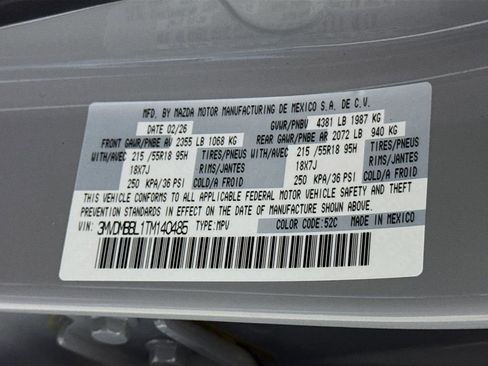 MFD. BY MAZDA MOTOR MANUFACTURING DE MEXICO S.A. DE C.V.
DATE 02/26 GVWR/PNBV 4381 LB 1987 KG
FRONT GAWR/PNBE AV 2355 LB 1068 KG REAR GAWR/PNBE AR 2072 LB 940 KG
WITH/AVEC 215 /55R18 95H TIRES/PNEUS WITH/AVEC 215 /55R18 95H TIRES/PNEUS
18X7J RIMS/JANTES 18X7J RIMS/JANTES
250 KPA/36 PSI COLD/A FROID 250 KPA/36 PSI COLD/A FROID
THIS VEHICLE CONFORMS TO ALL APPLICABLE FEDERAL MOTOR VEHICLE SAFETY AND THEFT
PREVENTION STANDARDS IN EFFECT ON THE DATE OF MANUFACTURE SHOWN ABOVE.
VIN: 3MVDMBBL1TM140485 TYPE:MPV COLOR CODE:52C MADE IN MEXICO